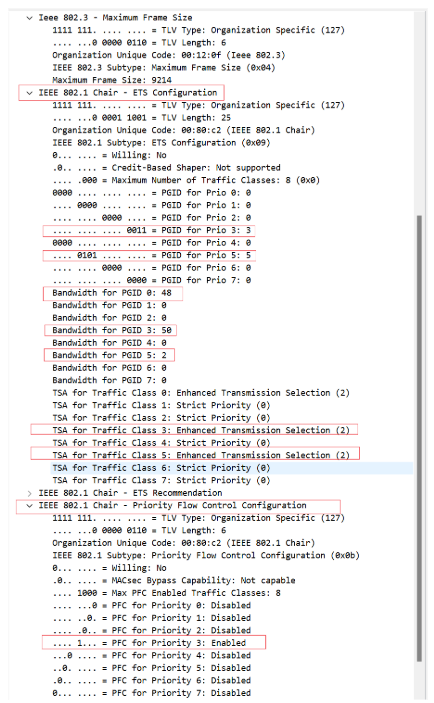 Ieee 802.3 - Maximum Frame Size
1111 111. .... .... = TLV Type: Organization Specific (127)
.... ...0 0000 0110 = TLV Length: 6
Organization Unique Code: 00:12:0f (Ieee 802.3)
IEEE 802.3 Subtype: Maximum Frame Size (0x04)
Maximum Frame Size: 9214
IEEE 802.1 Chair - ETS Configuration
1111 111. .... .... = TLV Type: Organization Specific (127)
.... ...0 0001 1001 = TLV Length: 25
Organization Unique Code: 00:80:c2 (IEEE 802.1 Chair)
IEEE 802.1 Subtype: ETS Configuration (0x09)
0... .... = Willing: No
.0.. .... = Credit-Based Shaper: Not supported
.... .000 = Maximum Number of Traffic Classes: 8 (0x0)
0000 .... .... .... = PGID for Prio 0: 0
.... 0000 .... .... = PGID for Prio 1: 0
.... .... 0000 .... = PGID for Prio 2: 0
.... .... .... 0011 = PGID for Prio 3: 3
0000 .... .... .... = PGID for Prio 4: 0
.... 0101 .... .... = PGID for Prio 5: 5
.... .... 0000 .... = PGID for Prio 6: 0
.... .... .... 0000 = PGID for Prio 7: 0
Bandwidth for PGID 0: 48
Bandwidth for PGID 1: 0
Bandwidth for PGID 2: 0
Bandwidth for PGID 3: 50
Bandwidth for PGID 4: 0
Bandwidth for PGID 5: 2
Bandwidth for PGID 6: 0
Bandwidth for PGID 7: 0
TSA for Traffic Class 0: Enhanced Transmission Selection (2)
TSA for Traffic Class 1: Strict Priority (0)
TSA for Traffic Class 2: Strict Priority (0)
TSA for Traffic Class 3: Enhanced Transmission Selection (2)
TSA for Traffic Class 4: Strict Priority (0)
TSA for Traffic Class 5: Enhanced Transmission Selection (2)
TSA for Traffic Class 6: Strict Priority (0)
TSA for Traffic Class 7: Strict Priority (0)
IEEE 802.1 Chair - ETS Recommendation
IEEE 802.1 Chair - Priority Flow Control Configuration
1111 111. .... .... = TLV Type: Organization Specific (127)
.... ...0 0000 0110 = TLV Length: 6
Organization Unique Code: 00:80:c2 (IEEE 802.1 Chair)
IEEE 802.1 Subtype: Priority Flow Control Configuration (0x0b)
0... .... = Willing: No
.0.. .... = MACsec Bypass Capability: Not capable
.... 1000 = Max PFC Enabled Traffic Classes: 8
.... ...0 = PFC for Priority 0: Disabled
.... ..0. = PFC for Priority 1: Disabled
.... .0.. = PFC for Priority 2: Disabled
.... 1... = PFC for Priority 3: Enabled
...0 .... = PFC for Priority 4: Disabled
..0. .... = PFC for Priority 5: Disabled
.0.. .... = PFC for Priority 6: Disabled
0... .... = PFC for Priority 7: Disabled